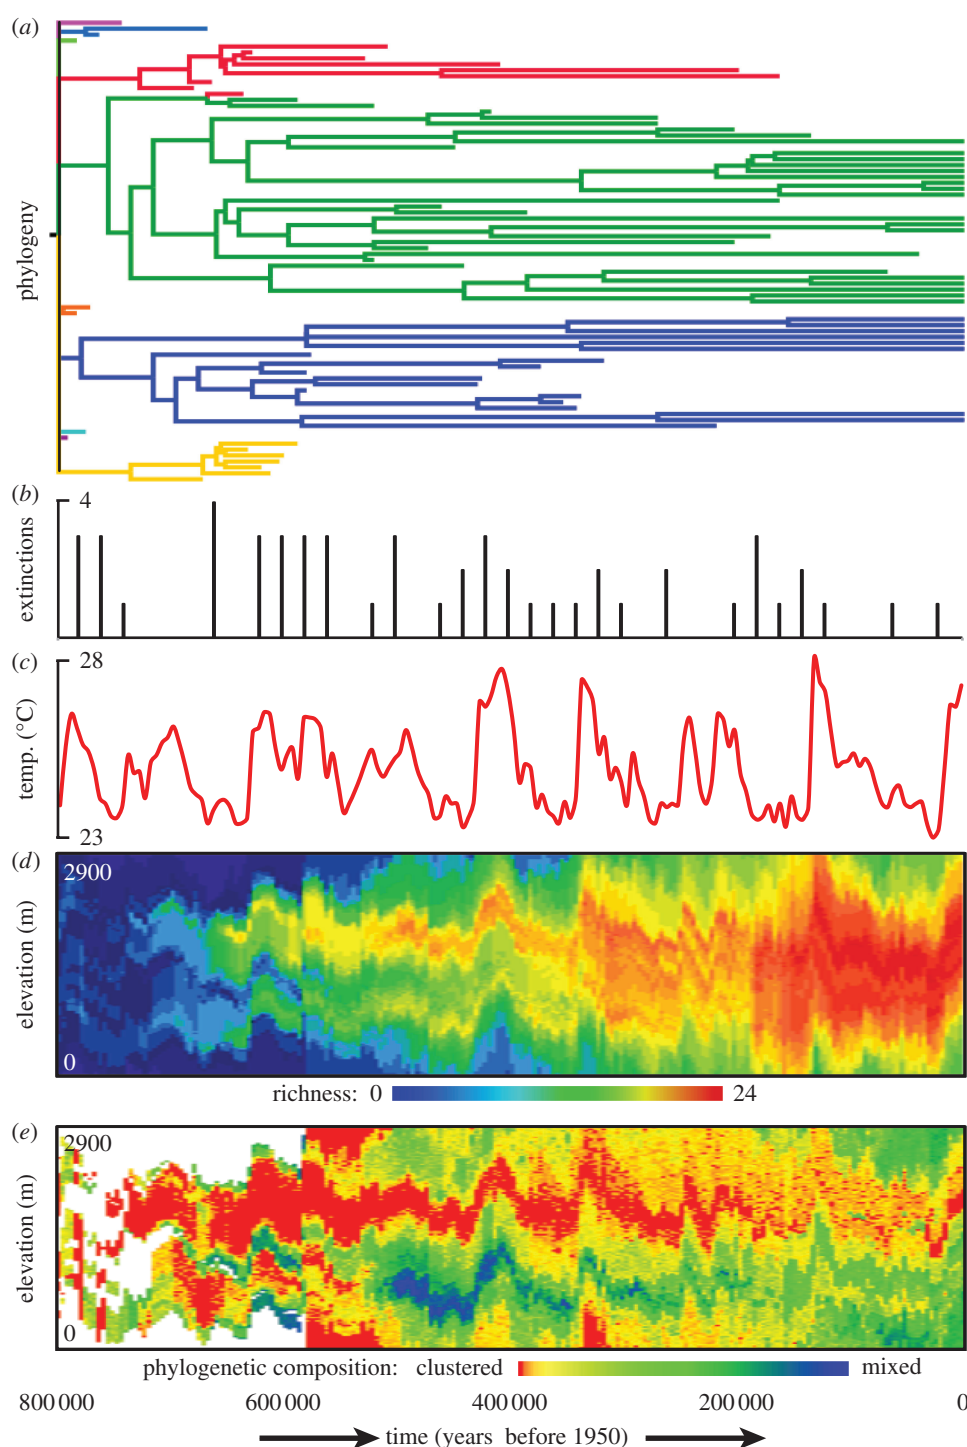 (a)
phylogeny
(b)
4
extinctions
(c)
28
temp. (°C)
23
(d)
2900
elevation (m)
0
richness: 0 24
(e)
2900
elevation (m)
0
phylogenetic composition: clustered mixed
800 000 600 000 400 000 200 000 0
time (years before 1950)